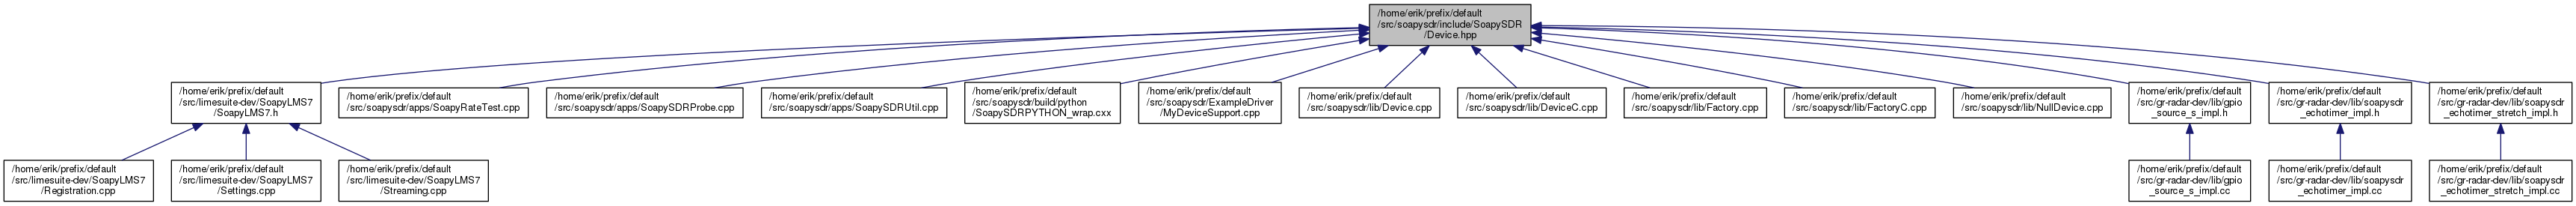 /home/erik/prefix/default
/src/soapysdr/include/SoapySDR
/Device.hpp
/home/erik/prefix/default
/src/limesuite-dev/SoapyLMS7
/SoapyLMS7.h
/home/erik/prefix/default
/src/soapysdr/apps/SoapyRateTest.cpp
/home/erik/prefix/default
/src/soapysdr/apps/SoapySDRProbe.cpp
/home/erik/prefix/default
/src/soapysdr/apps/SoapySDRUtil.cpp
/home/erik/prefix/default
/src/soapysdr/build/python
/SoapySDRPYTHON_wrap.cxx
/home/erik/prefix/default
/src/soapysdr/ExampleDriver
/MyDeviceSupport.cpp
/home/erik/prefix/default
/src/soapysdr/lib/Device.cpp
/home/erik/prefix/default
/src/soapysdr/lib/DeviceC.cpp
/home/erik/prefix/default
/src/soapysdr/lib/Factory.cpp
/home/erik/prefix/default
/src/soapysdr/lib/FactoryC.cpp
/home/erik/prefix/default
/src/soapysdr/lib/NullDevice.cpp
/home/erik/prefix/default
/src/gr-radar-dev/lib/gpio
_source_s_impl.h
/home/erik/prefix/default
/src/gr-radar-dev/lib/soapysdr
_echotimer_impl.h
/home/erik/prefix/default
/src/gr-radar-dev/lib/soapysdr
_echotimer_stretch_impl.h
/home/erik/prefix/default
/src/limesuite-dev/SoapyLMS7
/Registration.cpp
/home/erik/prefix/default
/src/limesuite-dev/SoapyLMS7
/Settings.cpp
/home/erik/prefix/default
/src/limesuite-dev/SoapyLMS7
/Streaming.cpp
/home/erik/prefix/default
/src/gr-radar-dev/lib/gpio
_source_s_impl.cc
/home/erik/prefix/default
/src/gr-radar-dev/lib/soapysdr
_echotimer_impl.cc
/home/erik/prefix/default
/src/gr-radar-dev/lib/soapysdr
_echotimer_stretch_impl.cc